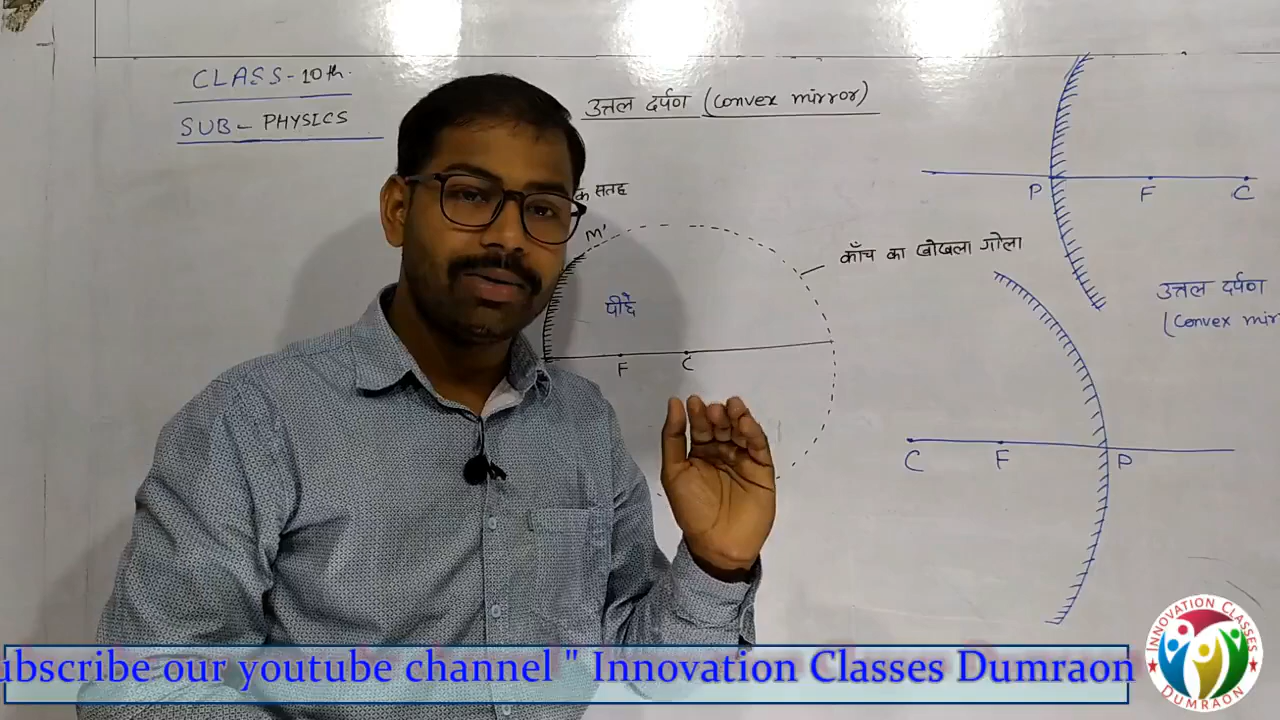 CLASS-10th.
SUB- PHYSICS
उत्तल दर्पण (convex mirror)
सतह
M'
काँच का खोखला गोला
पीछे
F C
P F C
उत्तल दर्पण
(convex
C F P
ubscribe our youtube channel " Innovation Classes Dumraon
INNOVATION CLASSES
DUMRAON